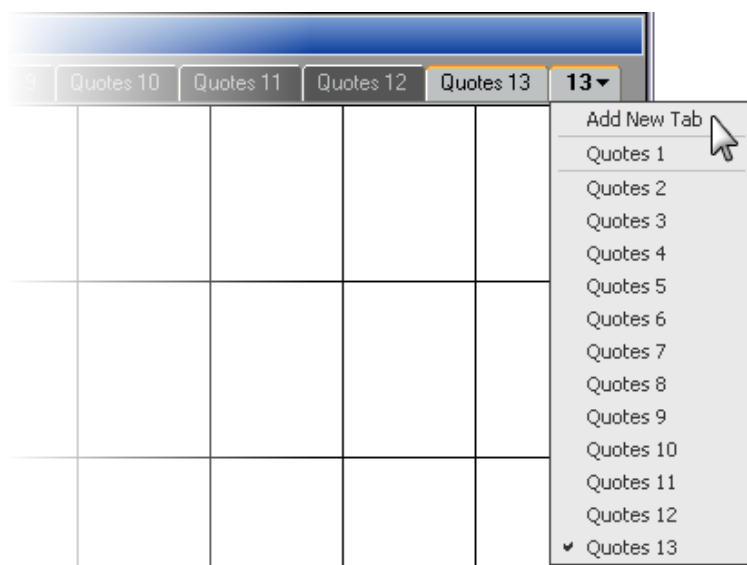 9 Quotes 10 Quotes 11 Quotes 12 Quotes 13 13
Add New Tab
Quotes 1
Quotes 2
Quotes 3
Quotes 4
Quotes 5
Quotes 6
Quotes 7
Quotes 8
Quotes 9
Quotes 10
Quotes 11
Quotes 12
Quotes 13